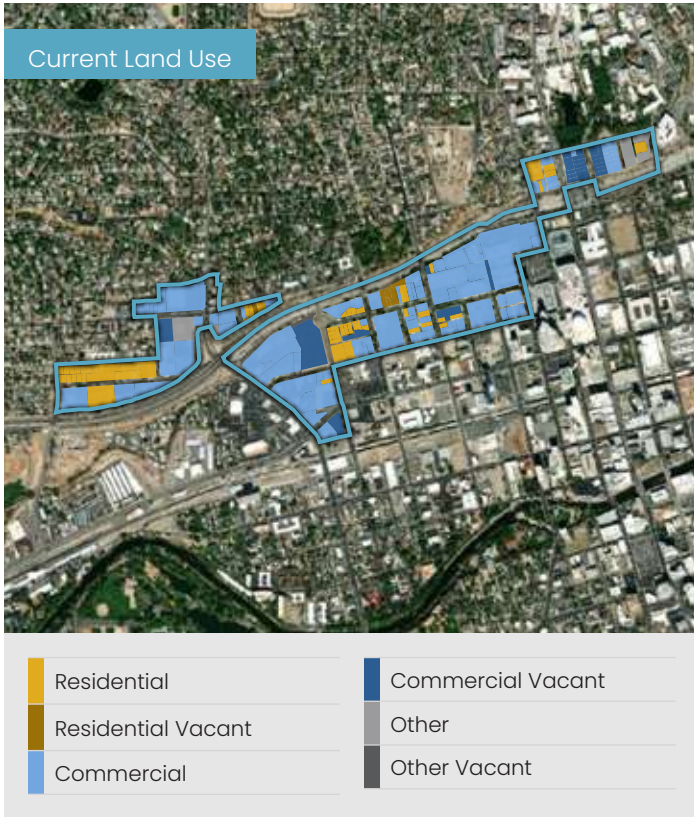 Current Land Use
Residential
Residential Vacant
Commercial
Commercial Vacant
Other
Other Vacant